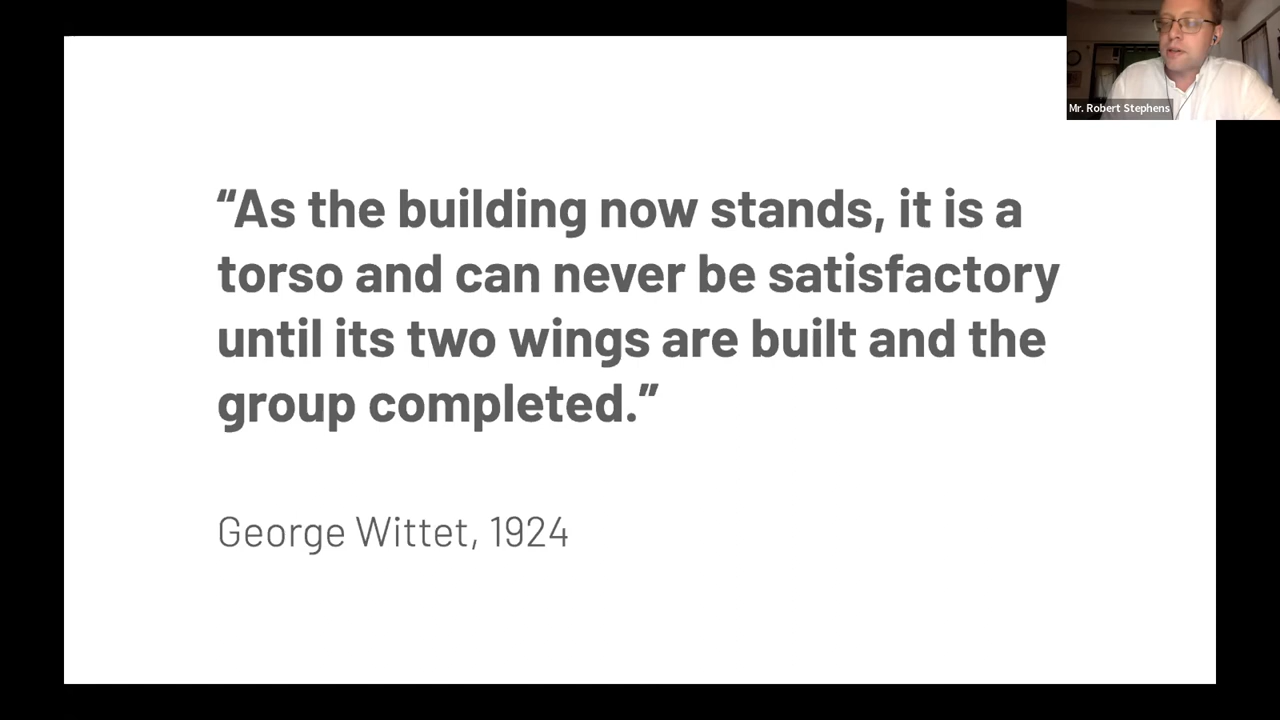 Mr. Robert Stephens
“As the building now stands, it is a
torso and can never be satisfactory
until its two wings are built and the
group completed.”
George Wittet, 1924